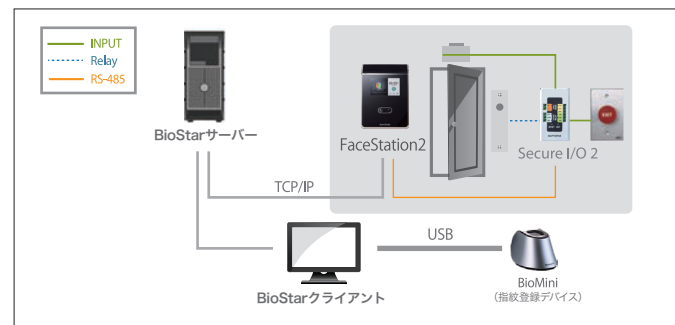 INPUT
Relay
RS-485
BioStarサーバー
FaceStation2
Secure I/O 2
EXIT
TCP/IP
USB
BioStarクライアント
BioMini
（指紋登録デバイス）